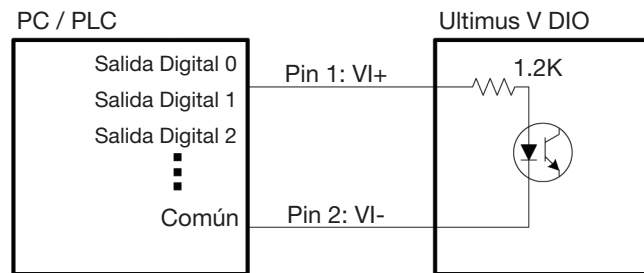 PC / PLC
Ultimus V DIO
Salida Digital 0
Pin 1: VI+
1.2K
Salida Digital 1
Salida Digital 2
Común
Pin 2: VI-